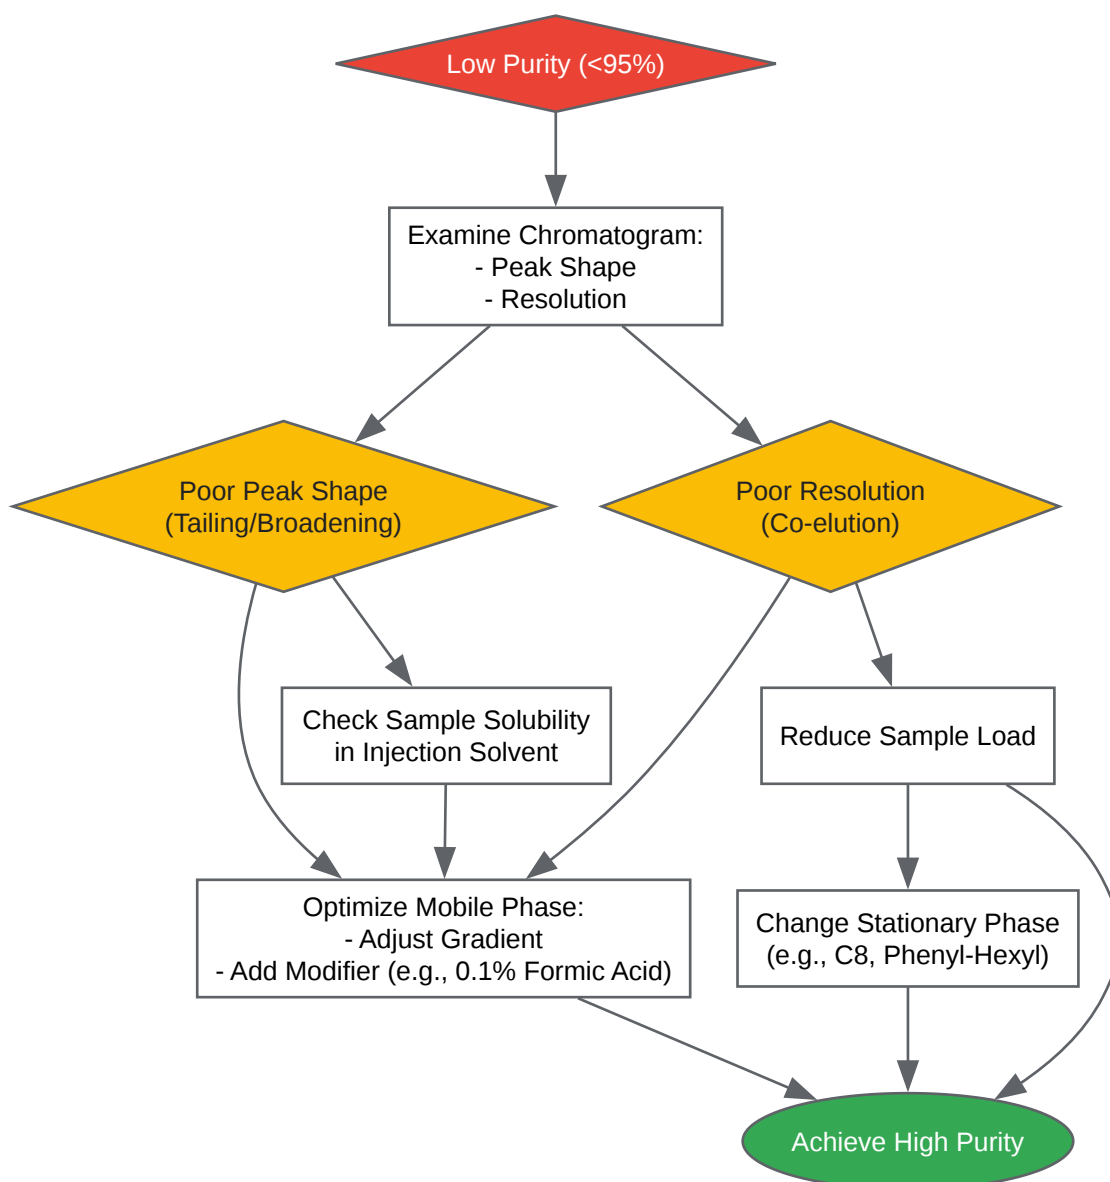 Low Purity (<95%)
Examine Chromatogram:
- Peak Shape
- Resolution
Poor Peak Shape
(Tailing/Broadening)
Poor Resolution
(Co-elution)
Check Sample Solubility
in Injection Solvent
Reduce Sample Load
Optimize Mobile Phase:
- Adjust Gradient
- Add Modifier (e.g., 0.1% Formic Acid)
Change Stationary Phase
(e.g., C8, Phenyl-Hexyl)
Achieve High Purity